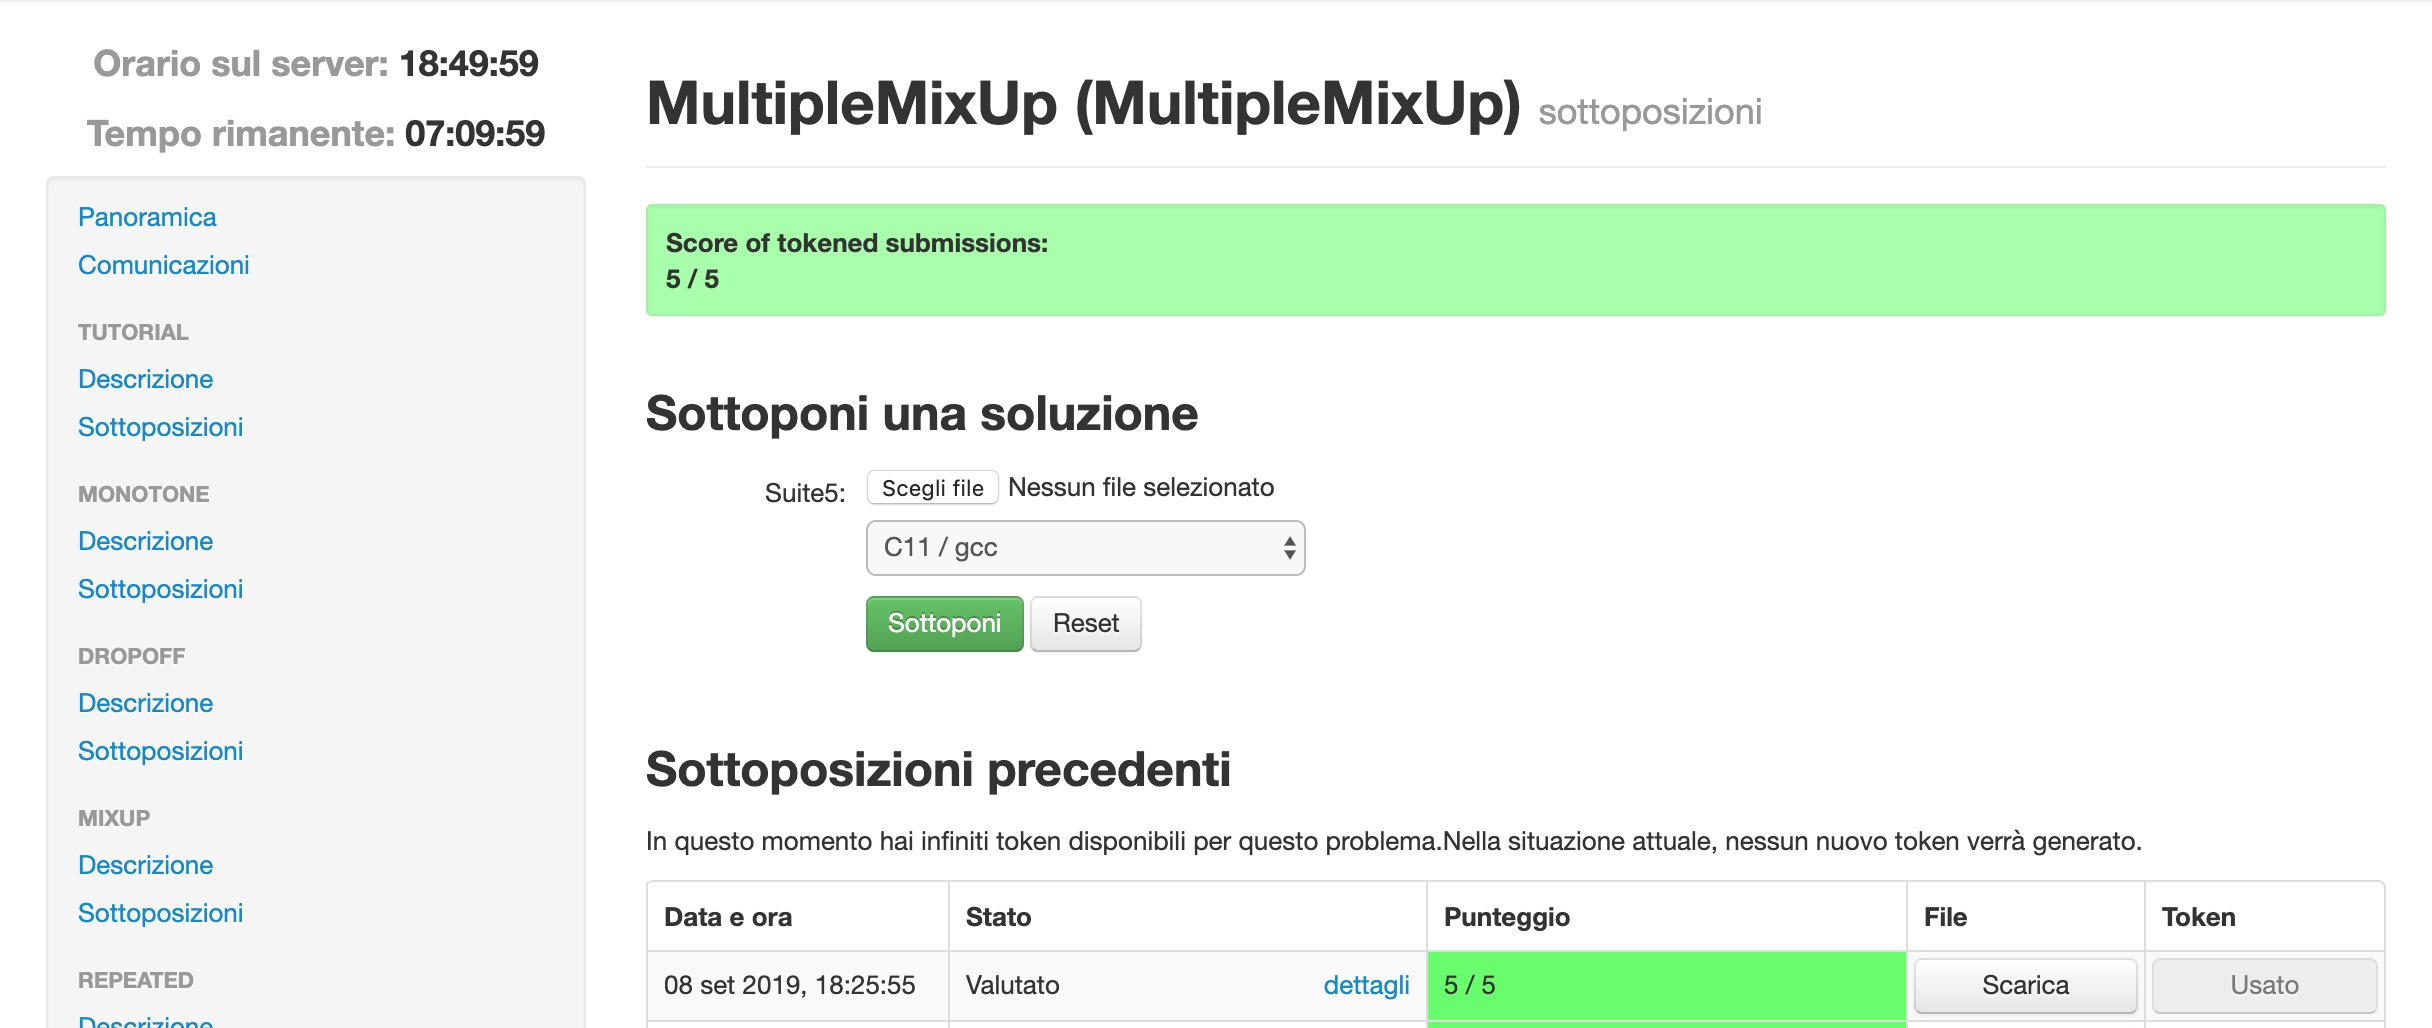 Orario sul server: 18:49:59
Tempo rimanente: 07:09:59
Panoramica
Comunicazioni
TUTORIAL
Descrizione
Sottoposizioni
MONOTONE
Descrizione
Sottoposizioni
DROPOFF
Descrizione
Sottoposizioni
MIXUP
Descrizione
Sottoposizioni
REPEATED
Descrizione
MultipleMixUp (MultipleMixUp) sottoposizioni
Score of tokened submissions:
5 / 5
Sottoponi una soluzione
Suite5: Scegli file Nessun file selezionato
C11 / gcc
Sottoponi Reset
Sottoposizioni precedenti
In questo momento hai infiniti token disponibili per questo problema.Nella situazione attuale, nessun nuovo token verrà generato.
Data e ora Stato Punteggio File Token
08 set 2019, 18:25:55 Valutato dettagli 5 / 5 Scarica Usato